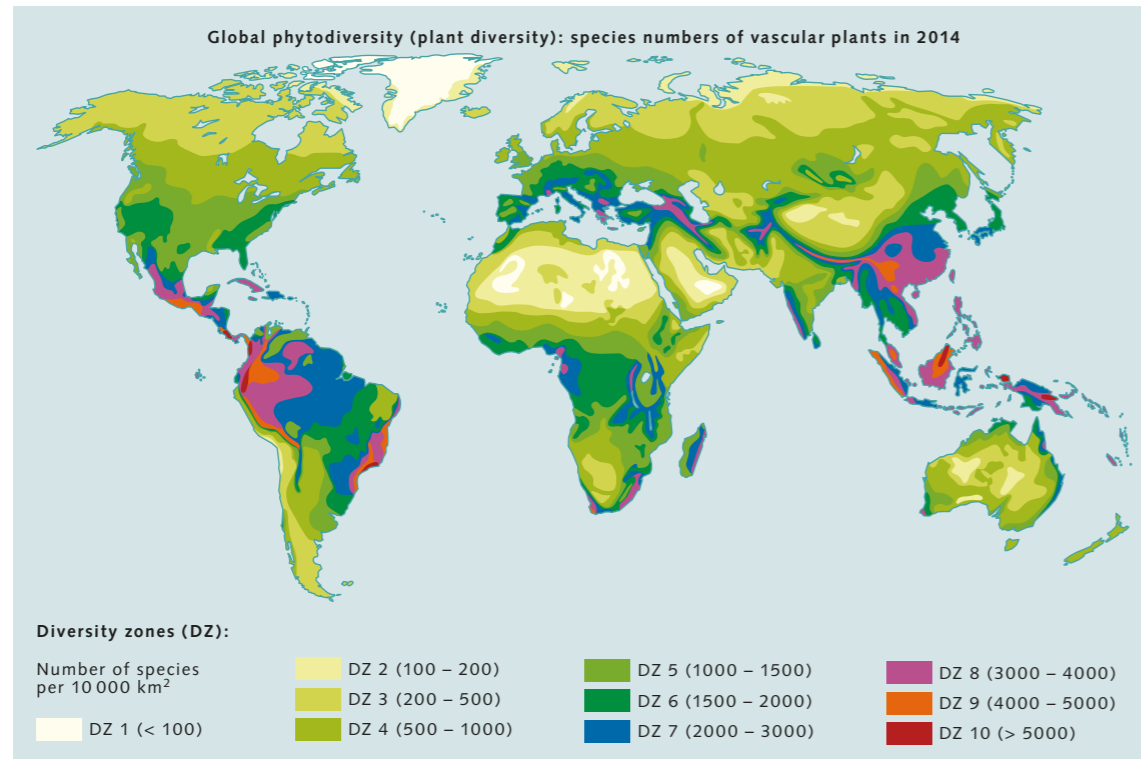 Global phytodiversity (plant diversity): species numbers of vascular plants in 2014
Diversity zones (DZ):
Number of species
per 10 000 km²
DZ 1 (< 100)
DZ 2 (100 – 200)
DZ 3 (200 – 500)
DZ 4 (500 – 1000)
DZ 5 (1000 – 1500)
DZ 6 (1500 – 2000)
DZ 7 (2000 – 3000)
DZ 8 (3000 – 4000)
DZ 9 (4000 – 5000)
DZ 10 (> 5000)